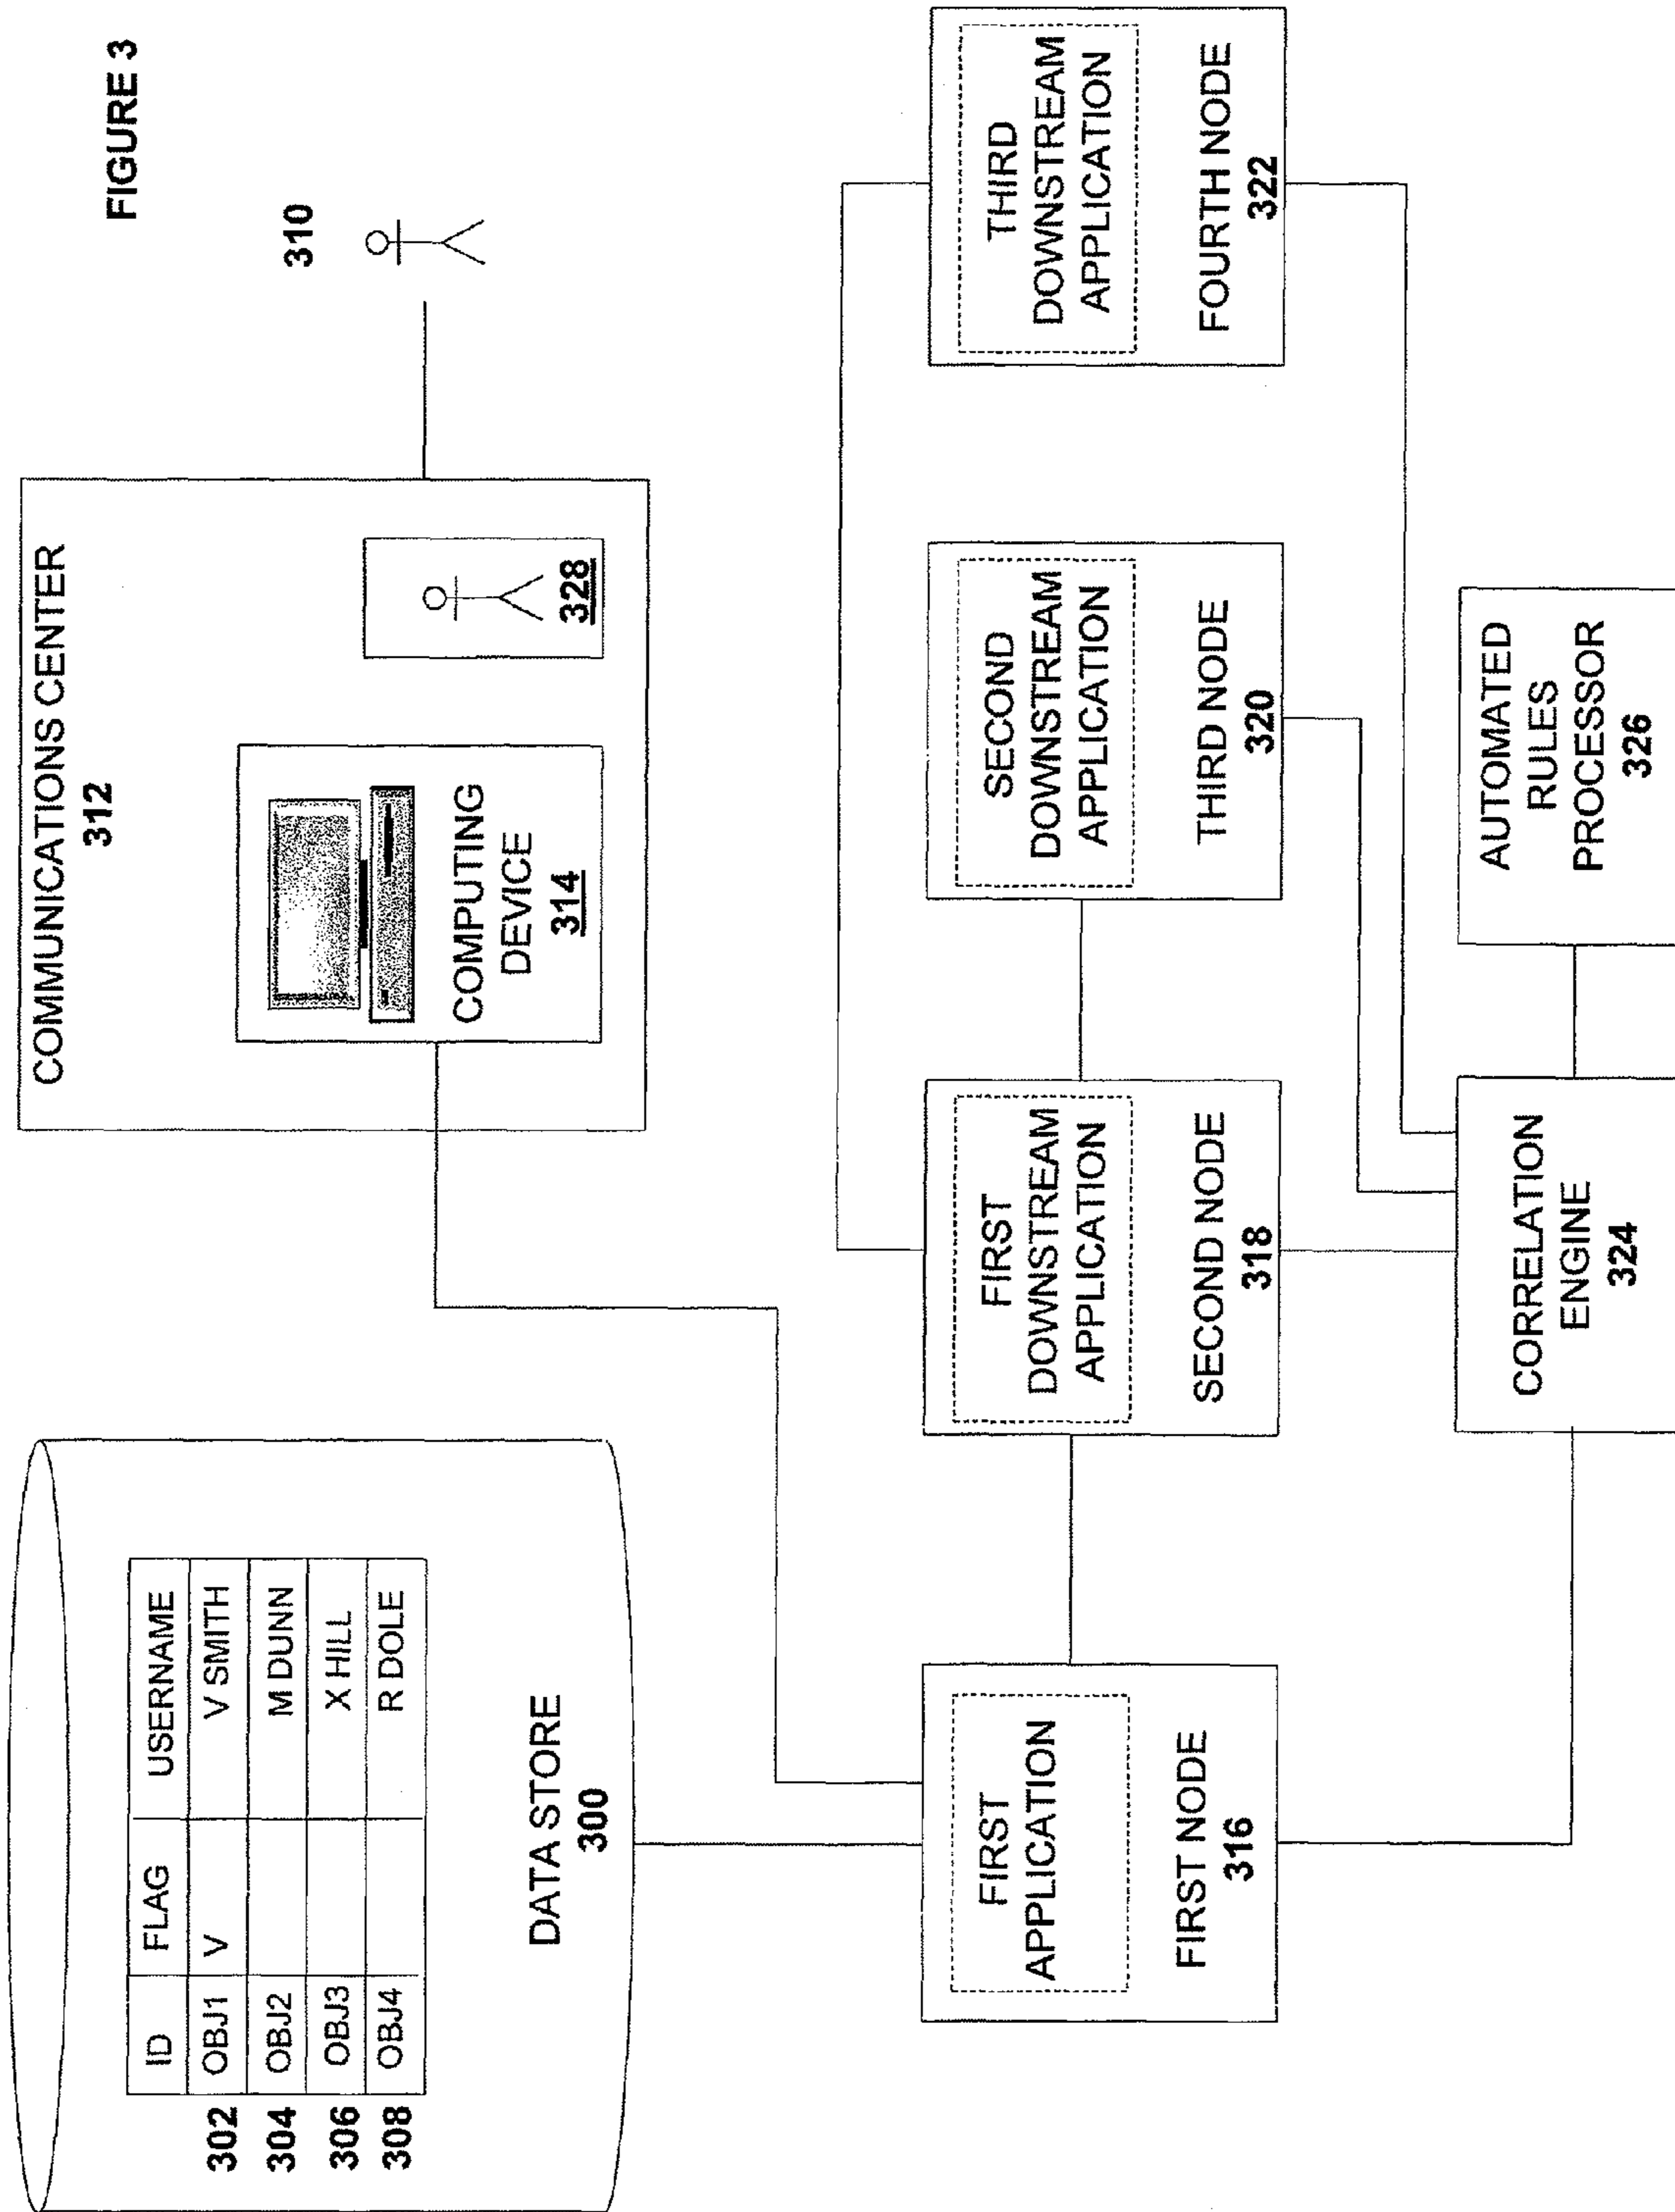 FIGURE 3
ID FLAG USERNAME
302 OBJ1 V V SMITH
304 OBJ2 M DUNN
306 OBJ3 X HILL
308 OBJ4 R DOLE
DATA STORE
300
COMMUNICATIONS CENTER
312
COMPUTING
DEVICE
314
328
310
FIRST
APPLICATION
FIRST NODE
316
FIRST
DOWNSTREAM
APPLICATION
SECOND NODE
318
SECOND
DOWNSTREAM
APPLICATION
THIRD NODE
320
THIRD
DOWNSTREAM
APPLICATION
FOURTH NODE
322
CORRELATION
ENGINE
324
AUTOMATED
RULES
PROCESSOR
326